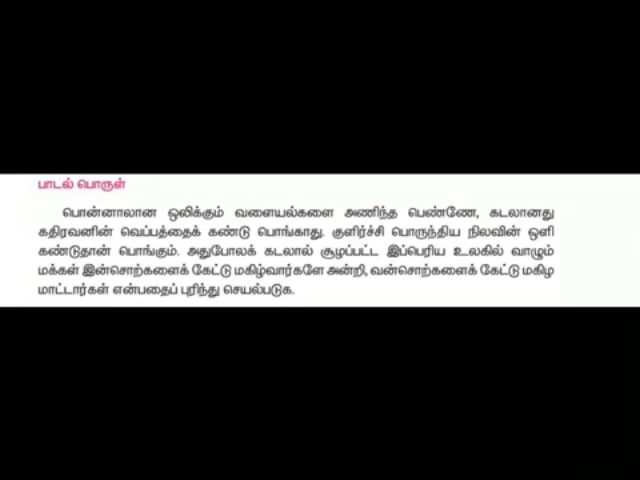 பாடல் பொருள்
பொன்னாலான ஒலிக்கும் வளையல்களை அணிந்த பெண்ணே, கடலானது
கதிரவனின் வெப்பத்தைக் கண்டு பொங்காது. குளிர்ச்சி பொருந்திய நிலவின் ஒளி
கண்டுதான் பொங்கும். அதுபோலக் கடலால் சூழப்பட்ட இப்பெரிய உலகில் வாழும்
மக்கள் இன்சொற்களைக் கேட்டு மகிழ்வார்களே அன்றி, வன்சொற்களைக் கேட்டு மகிழ
மாட்டார்கள் என்பதைப் புரிந்து செயல்படுக.